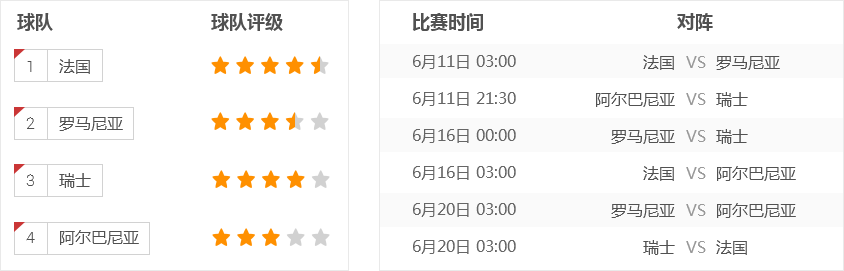 球队 球队评级
1 法国
2 罗马尼亚
3 瑞士
4 阿尔巴尼亚
比赛时间 对阵
6月11日 03:00 法国 VS 罗马尼亚
6月11日 21:30 阿尔巴尼亚 VS 瑞士
6月16日 00:00 罗马尼亚 VS 瑞士
6月16日 03:00 法国 VS 阿尔巴尼亚
6月20日 03:00 罗马尼亚 VS 阿尔巴尼亚
6月20日 03:00 瑞士 VS 法国